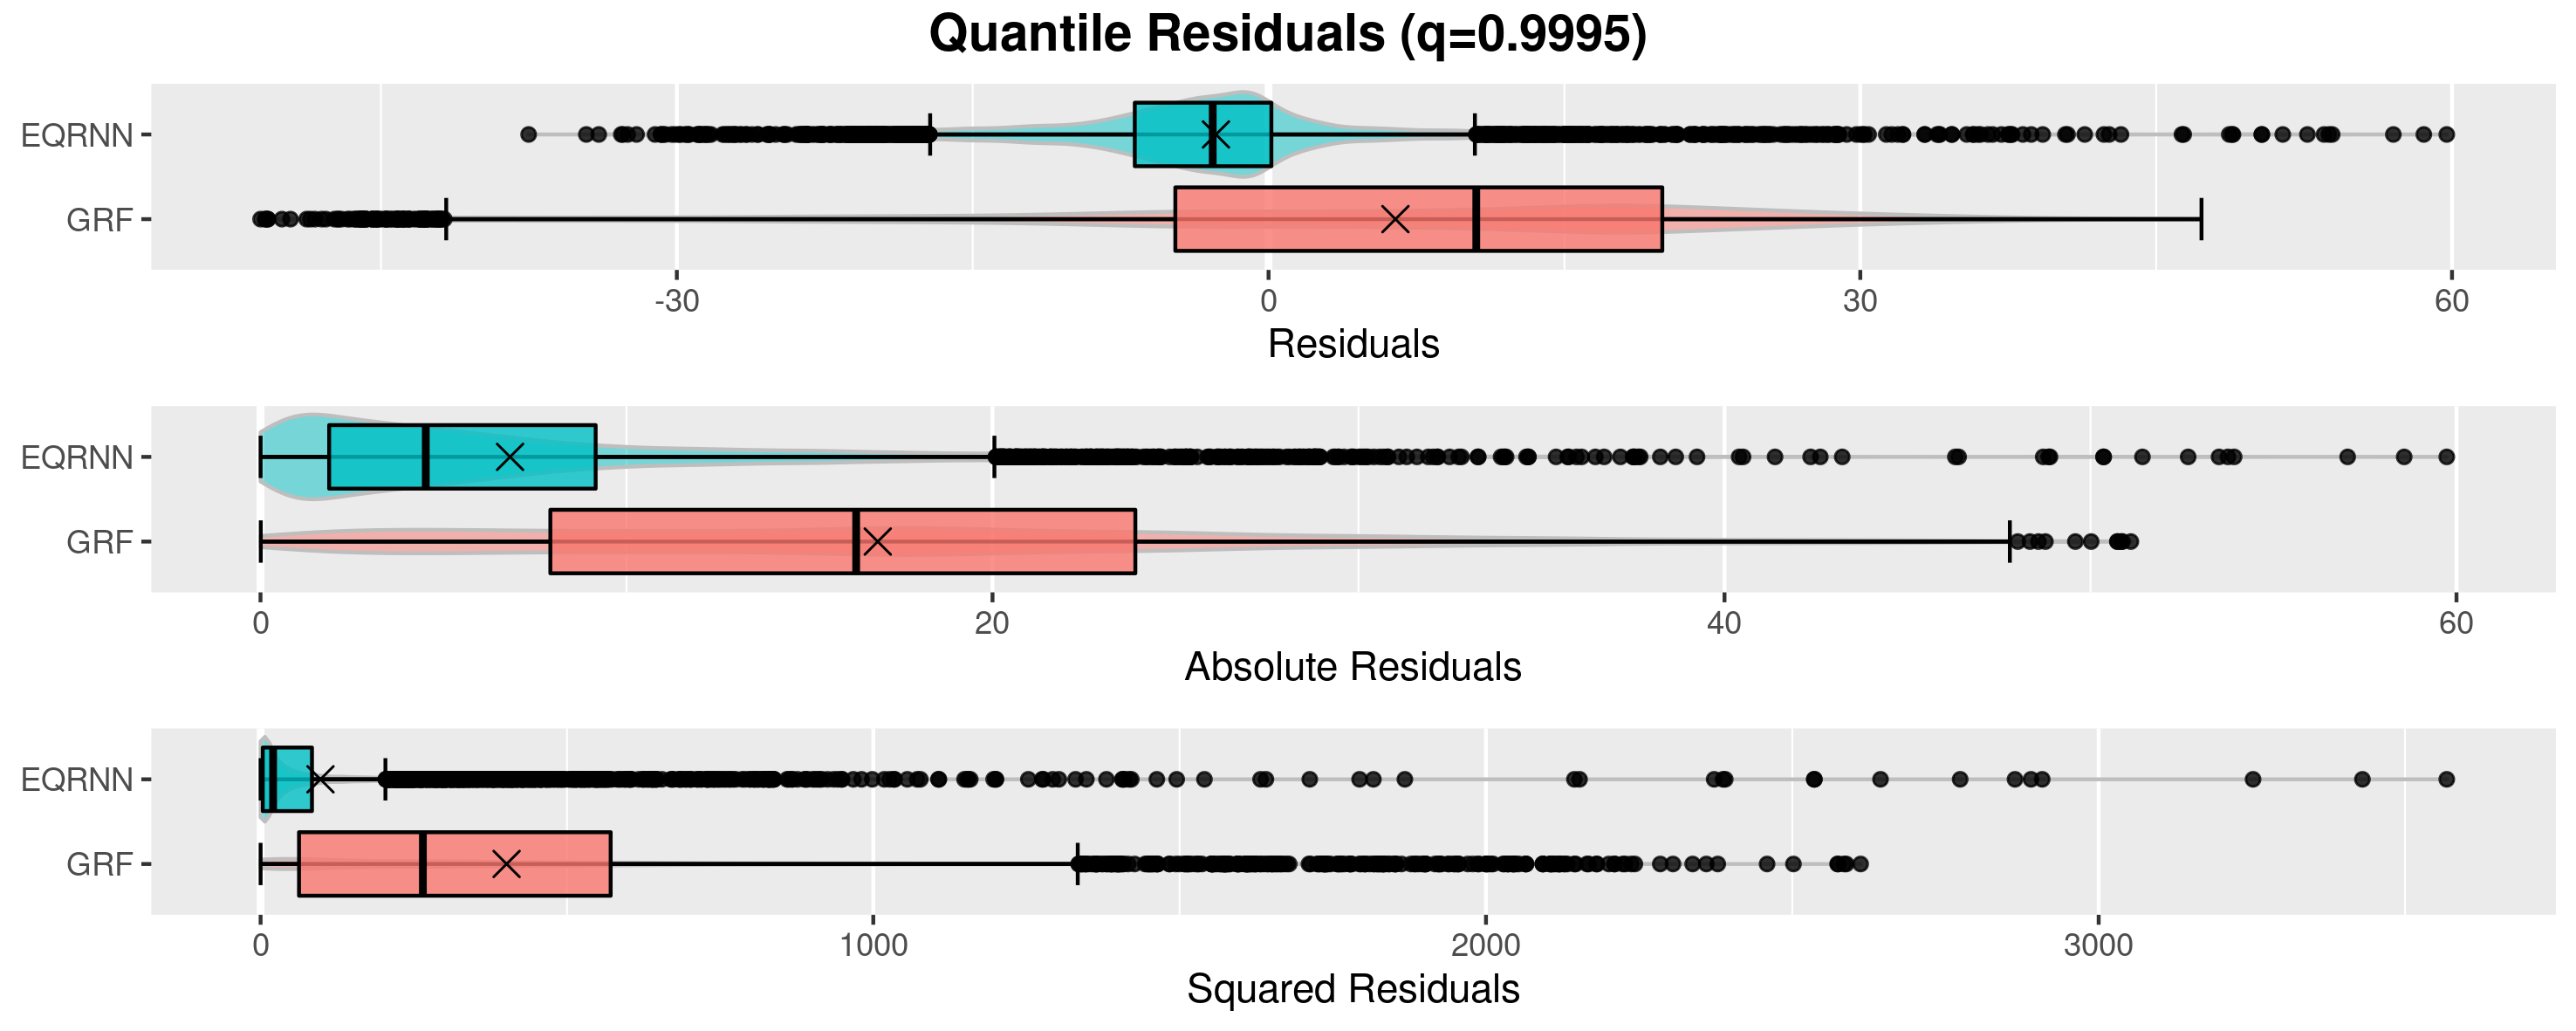 Quantile Residuals (q=0.9995)
EQRNN
GRF
-30 0 30 60
Residuals
EQRNN
GRF
0 20 40 60
Absolute Residuals
EQRNN
GRF
0 1000 2000 3000
Squared Residuals